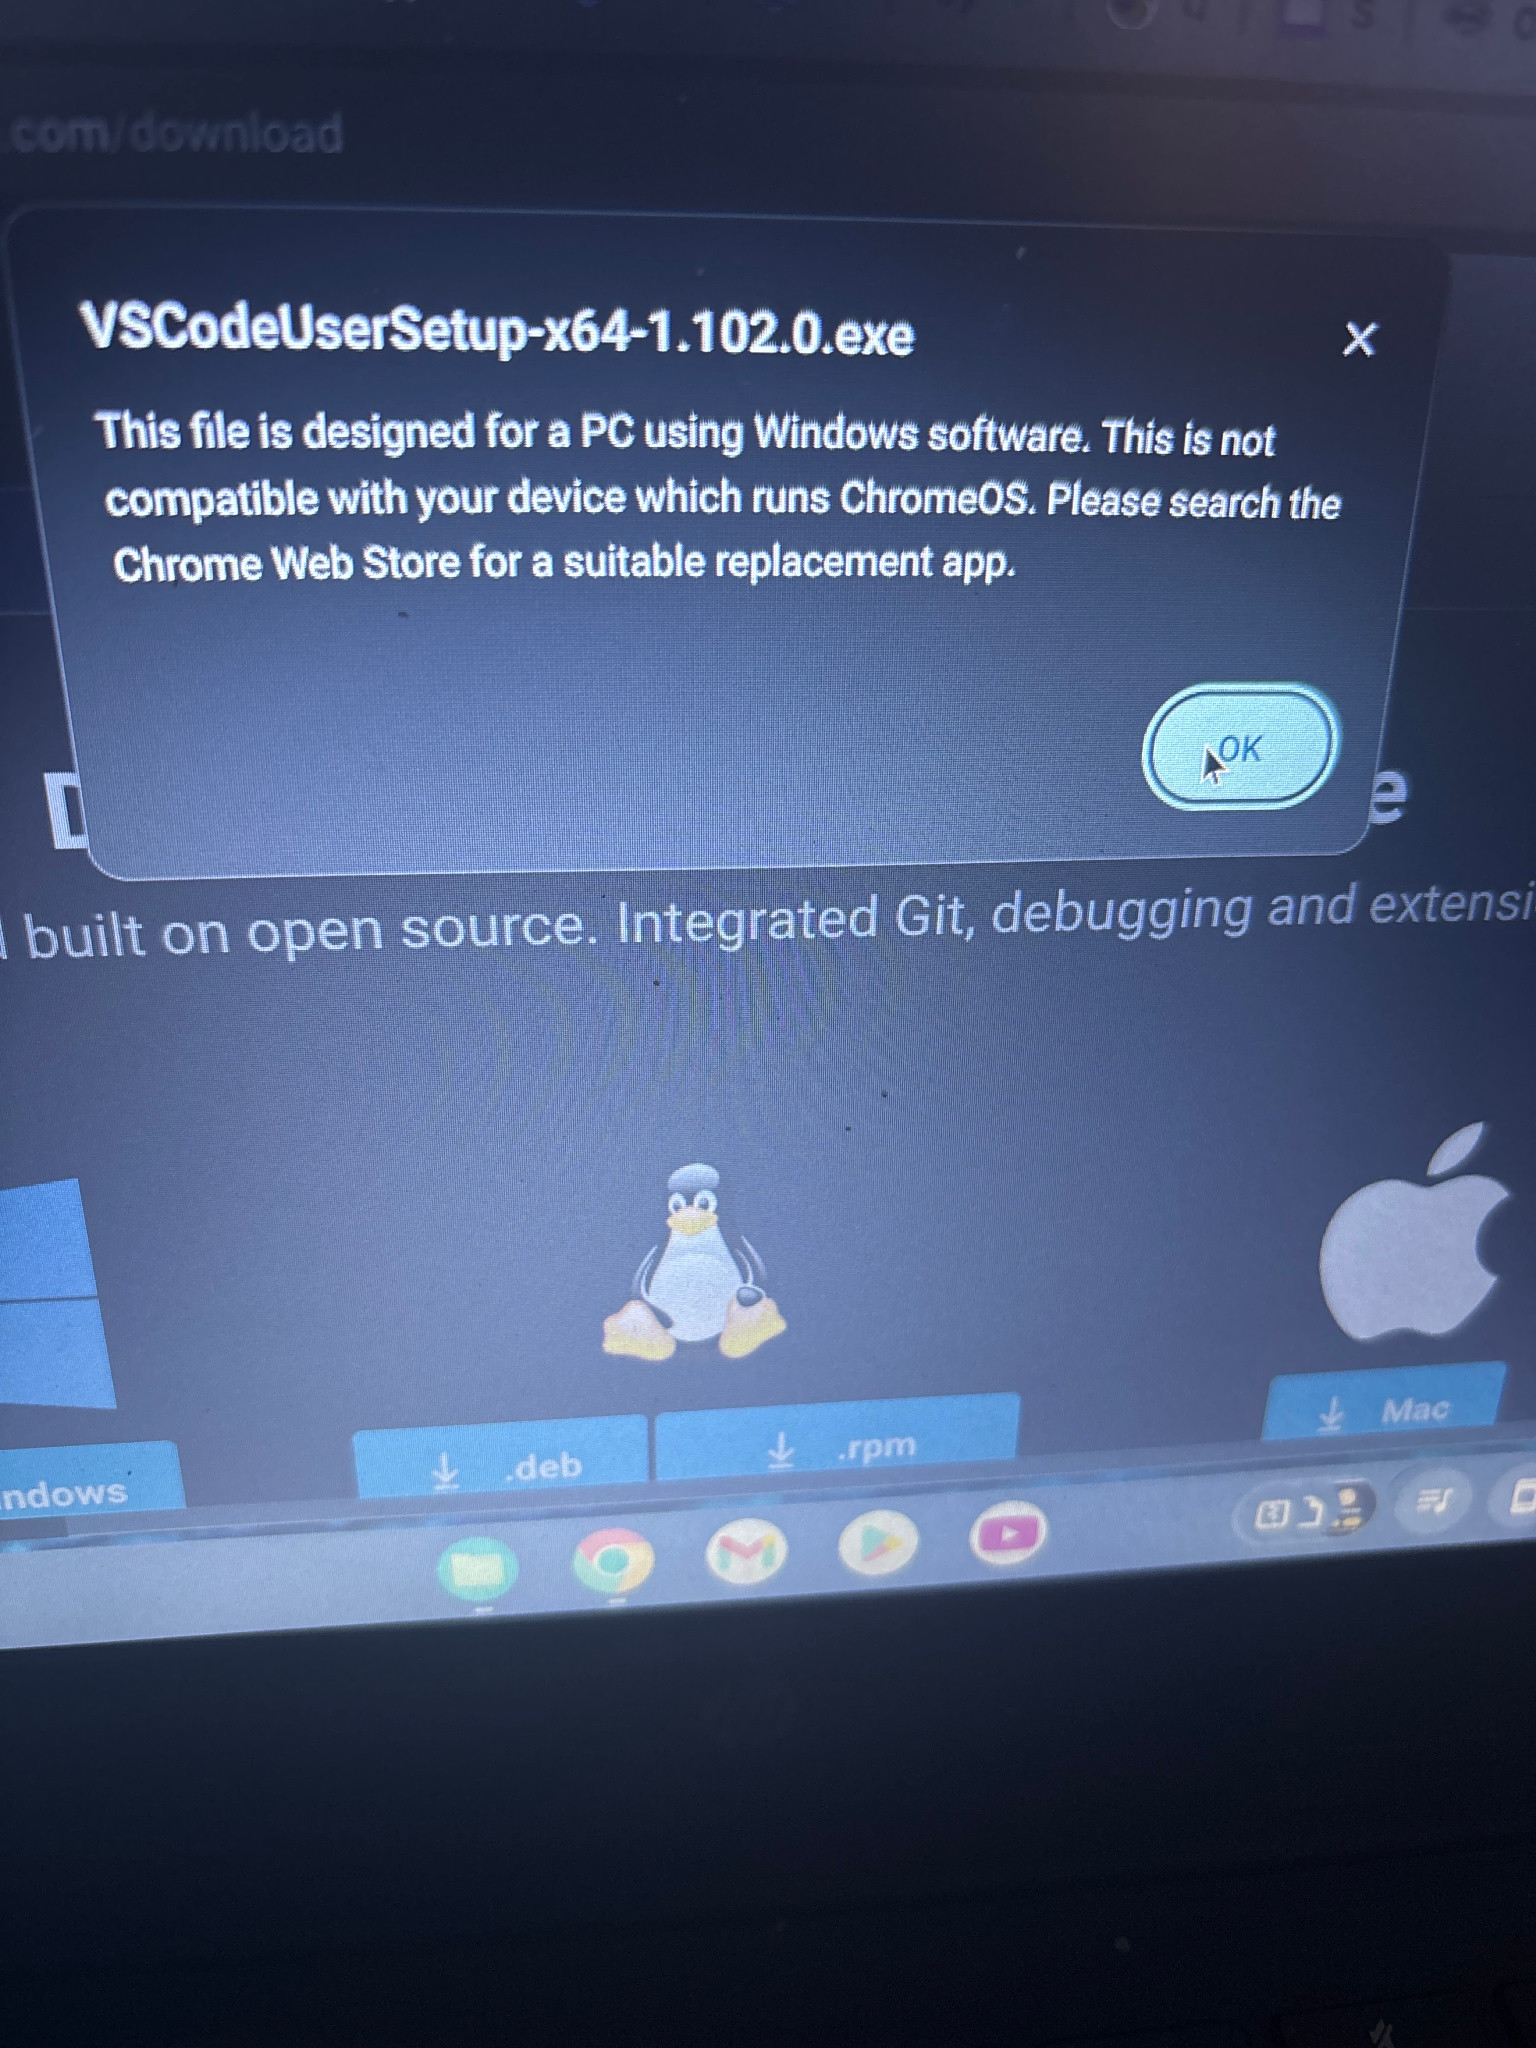 .com/download
VSCodeUserSetup-x64-1.102.0.exe
X
This file is designed for a PC using Windows software. This is not
compatible with your device which runs ChromeOS. Please search the
Chrome Web Store for a suitable replacement app.
OK
D
e
built on open source. Integrated Git, debugging and extensi
.deb
.rpm
Mac
ndows